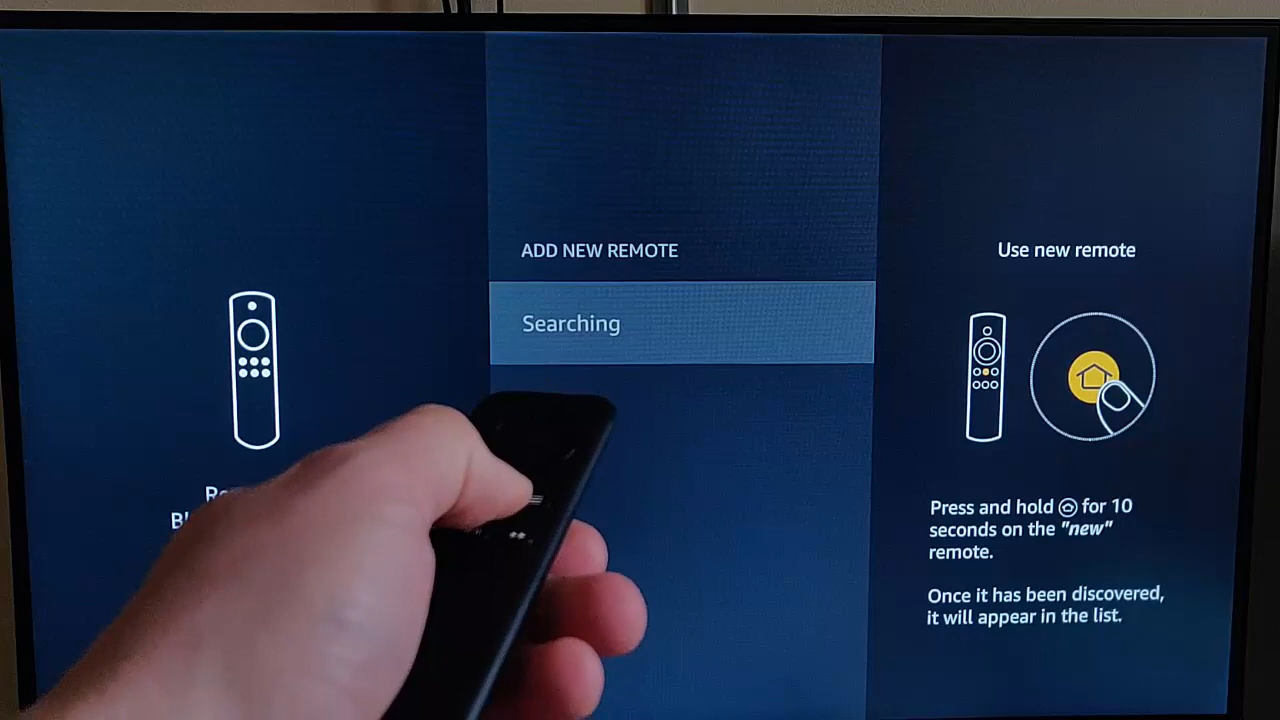 ADD NEW REMOTE
Searching
Use new remote
Press and hold for 10
seconds on the "new"
remote.
Once it has been discovered,
it will appear in the list.